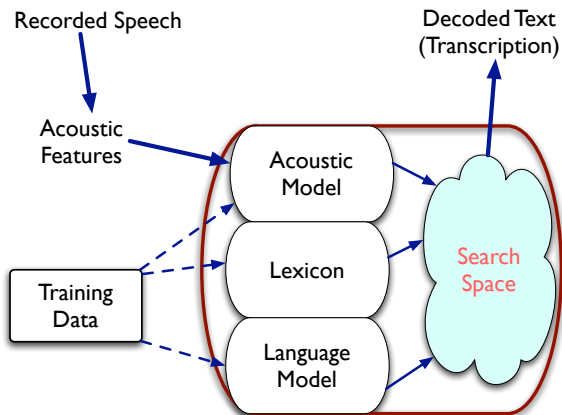 Recorded Speech
Decoded Text
(Transcription)
Acoustic
Features
Acoustic
Model
Lexicon
Search
Space
Training
Data
Language
Model